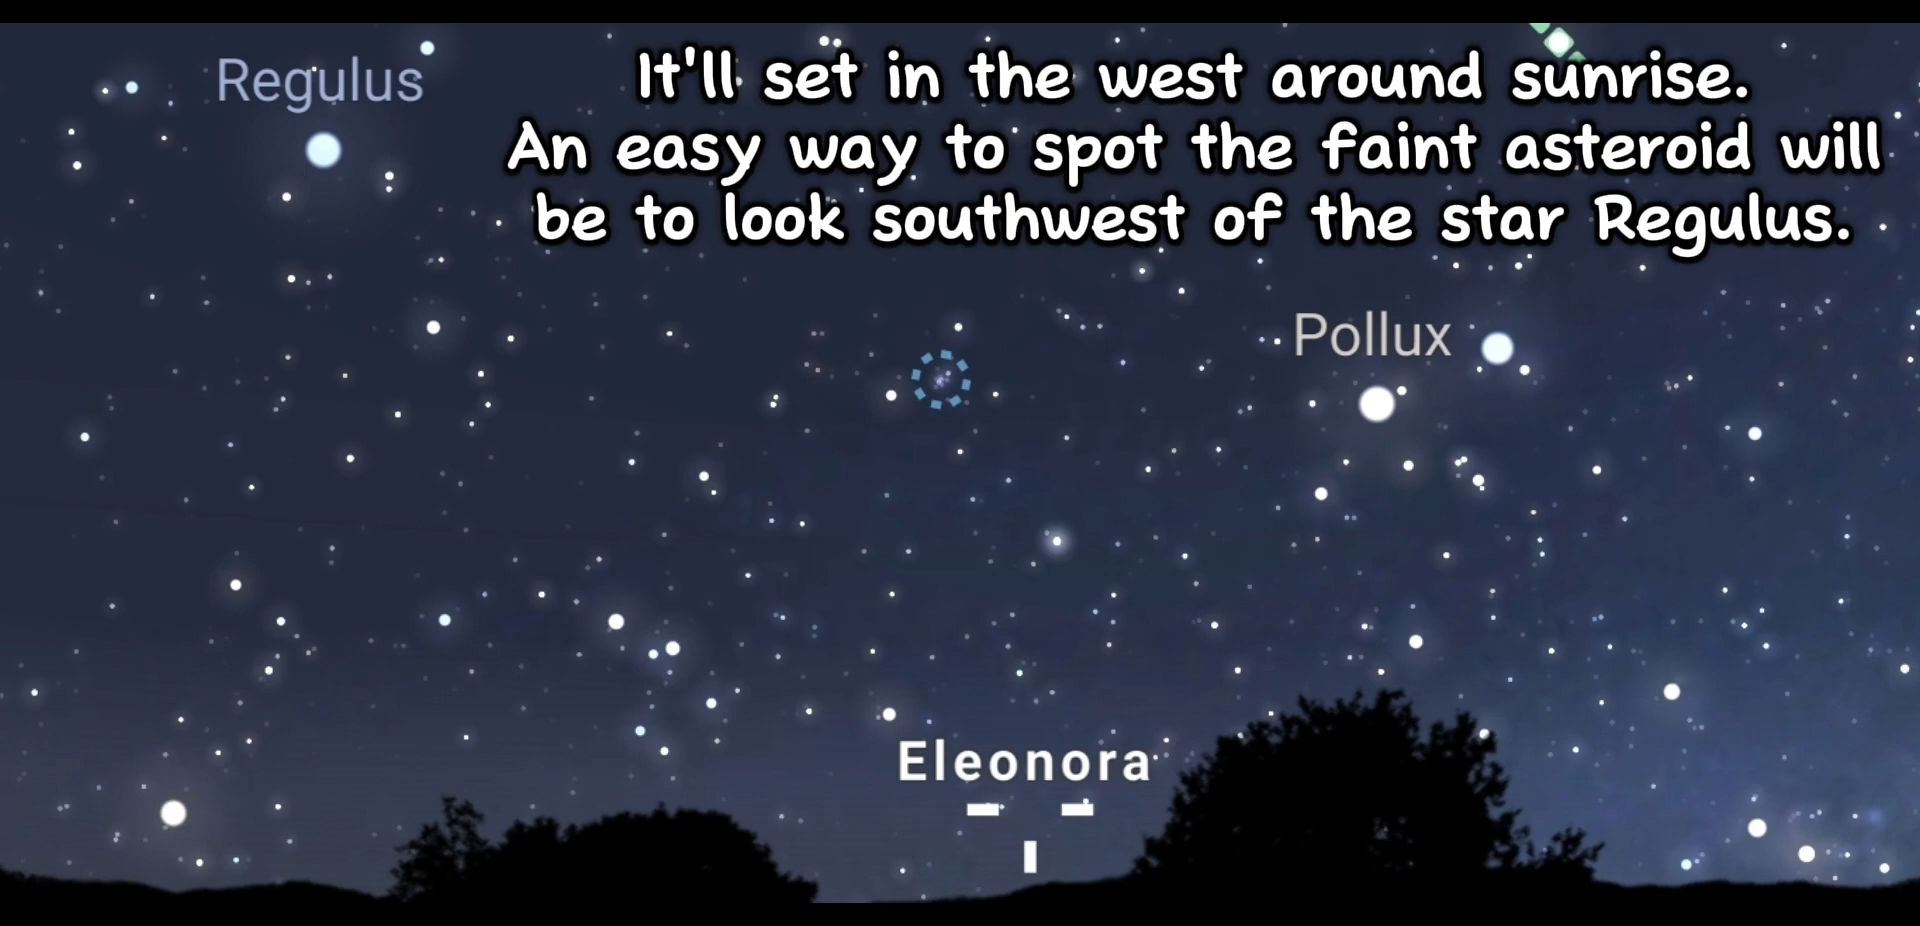 Regulus
It'll set in the west around sunrise.
An easy way to spot the faint asteroid will
be to look southwest of the star Regulus.
Pollux
Eleonora